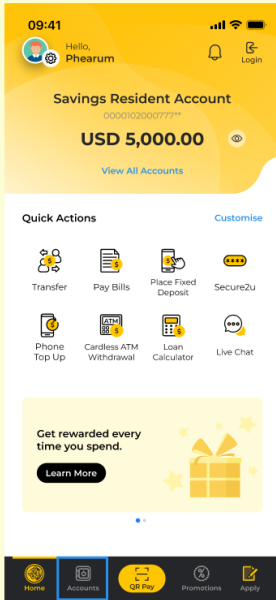 09:41
Hello,
Phearum
Login
Savings Resident Account
0000102000777**
USD 5,000.00
View All Accounts
Quick Actions
Customise
Transfer
Pay Bills
Place Fixed
Deposit
Secure2u
Phone
Top Up
ATM
Cardless ATM
Withdrawal
Loan
Calculator
Live Chat
Get rewarded every
time you spend.
Learn More
Home
Accounts
QR Pay
Promotions
Apply